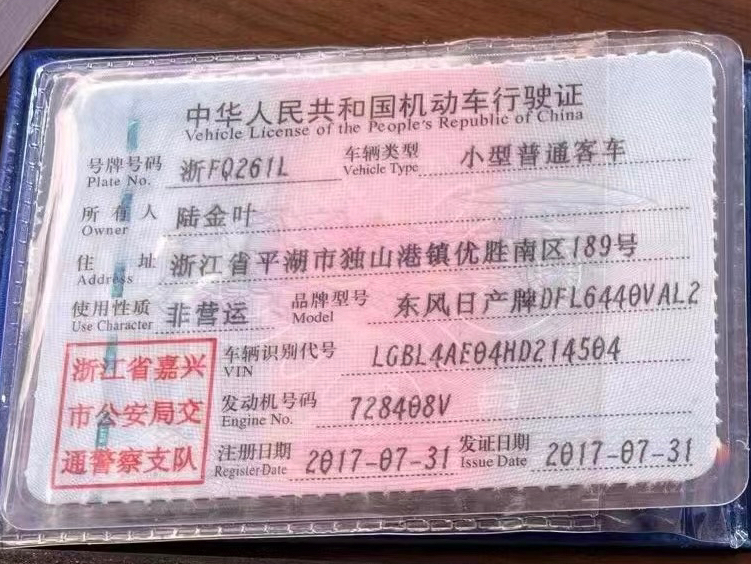 中华人民共和国机动车行驶证
Vehicle License of the People's Republic of China
号牌号码 浙FQ261L 车辆类型 小型普通客车
Plate No. Vehicle Type
所有人 陆金叶
Owner
住址 浙江省平湖市独山港镇优胜南区189号
Address
使用性质 非营运 品牌型号 东风日产牌DFL6440VAL2
Use Character Model
浙江省嘉兴
市公安局交
通警察支队
车辆识别代号 LGBL4AE04HD214504
VIN
发动机号码 728408V
Engine No.
注册日期 2017-07-31 发证日期 2017-07-31
Register Date Issue Date